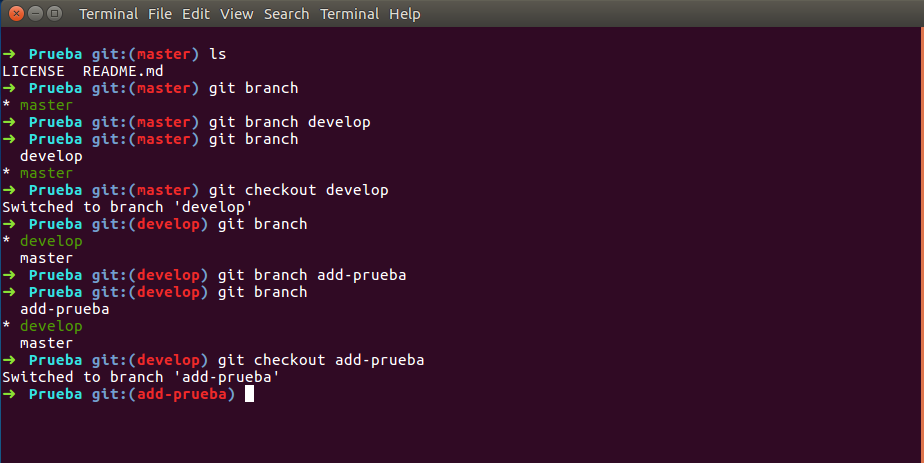 Terminal File Edit View Search Terminal Help
➜ Prueba git:(master) ls
LICENSE README.md
➜ Prueba git:(master) git branch
* master
➜ Prueba git:(master) git branch develop
➜ Prueba git:(master) git branch
develop
* master
➜ Prueba git:(master) git checkout develop
Switched to branch 'develop'
➜ Prueba git:(develop) git branch
* develop
master
➜ Prueba git:(develop) git branch add-prueba
➜ Prueba git:(develop) git branch
add-prueba
* develop
master
➜ Prueba git:(develop) git checkout add-prueba
Switched to branch 'add-prueba'
➜ Prueba git:(add-prueba)